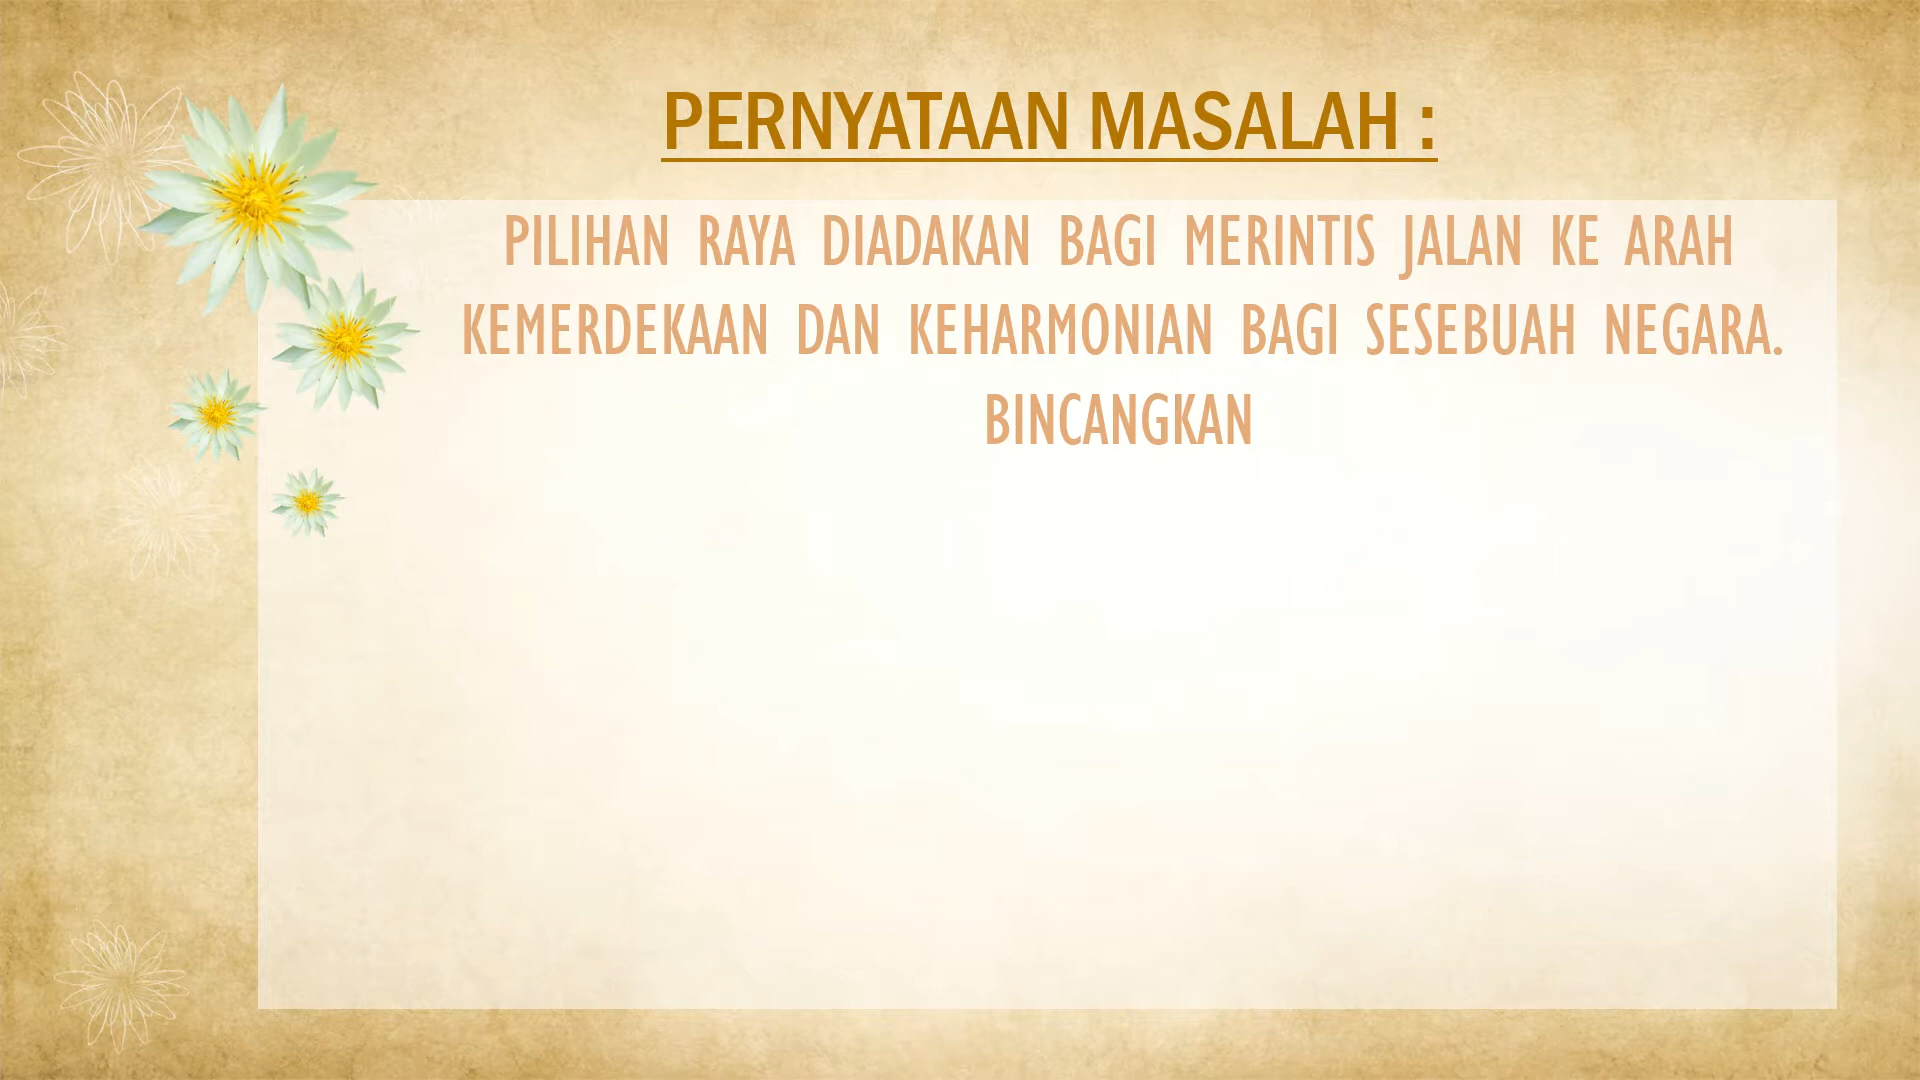 PERNYATAAN MASALAH :
PILIHAN RAYA DIADAKAN BAGI MERINTIS JALAN KE ARAH
KEMERDEKAAN DAN KEHARMONIAN BAGI SESEBUAH NEGARA.
BINCANGKAN